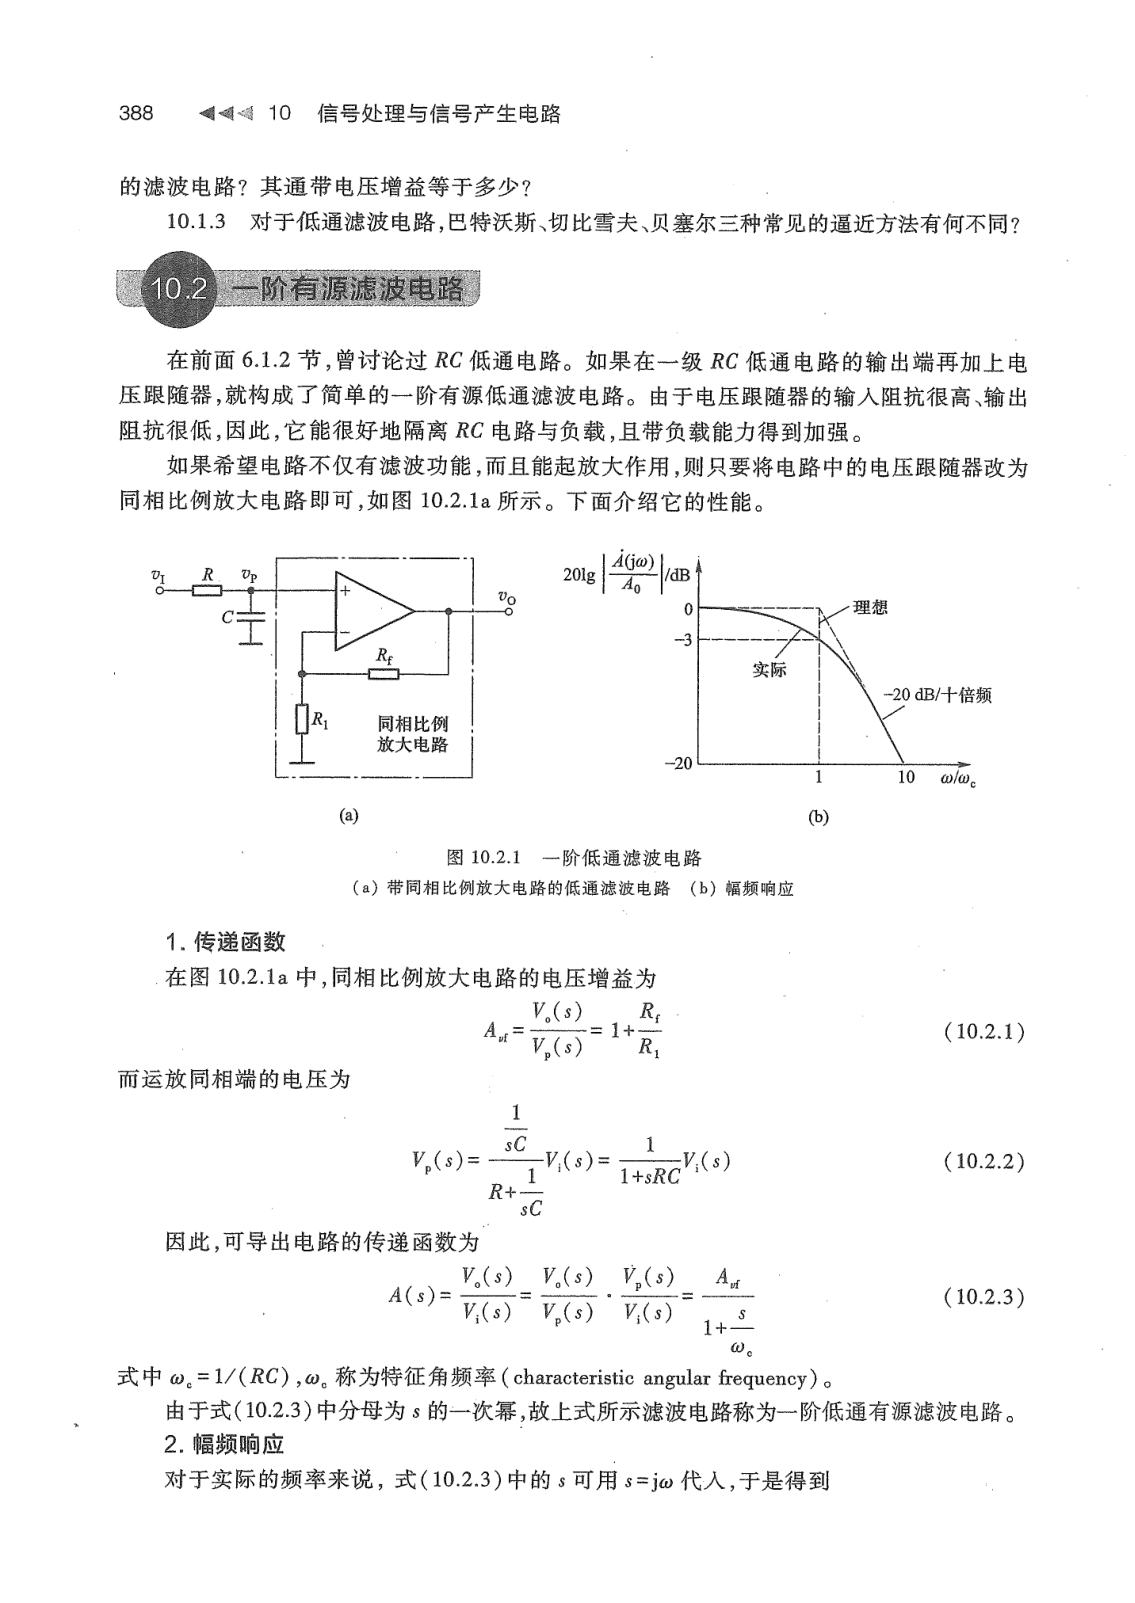 388 10 信号处理与信号产生电路
的滤波电路？其通带电压增益等于多少？
10.1.3 对于低通滤波电路,巴特沃斯、切比雪夫、贝塞尔三种常见的逼近方法有何不同？
10.2 一阶有源滤波电路
在前面 6.1.2 节,曾讨论过 RC 低通电路。如果在一级 RC 低通电路的输出端再加上电
压跟随器,就构成了简单的一阶有源低通滤波电路。由于电压跟随器的输入阻抗很高、输出
阻抗很低,因此,它能很好地隔离 RC 电路与负载,且带负载能力得到加强。
如果希望电路不仅有滤波功能,而且能起放大作用,则只要将电路中的电压跟随器改为
同相比例放大电路即可,如图 10.2.1a 所示。下面介绍它的性能。
v_I R v_P
C
+
−
v_O
R_f
R_1
同相比例
放大电路
(a)
20lg |Ȧ(jω)/A_0| /dB
0
理想
-3
实际
-20 dB/十倍频
-20
1 10 ω/ω_c
(b)
图 10.2.1 一阶低通滤波电路
(a) 带同相比例放大电路的低通滤波电路 (b) 幅频响应
1. 传递函数
在图 10.2.1a 中,同相比例放大电路的电压增益为
A_vf = V_o(s)/V_p(s) = 1+R_f/R_1 (10.2.1)
而运放同相端的电压为
V_p(s) = (1/sC)/(R+1/sC) V_i(s) = 1/(1+sRC) V_i(s) (10.2.2)
因此,可导出电路的传递函数为
A(s) = V_o(s)/V_i(s) = V_o(s)/V_p(s) · V_p(s)/V_i(s) = A_vf/(1+s/ω_c) (10.2.3)
式中 ω_c = 1/(RC) ,ω_c 称为特征角频率 ( characteristic angular frequency) 。
由于式(10.2.3)中分母为 s 的一次幂,故上式所示滤波电路称为一阶低通有源滤波电路。
2. 幅频响应
对于实际的频率来说, 式(10.2.3)中的 s 可用 s=jω 代入,于是得到